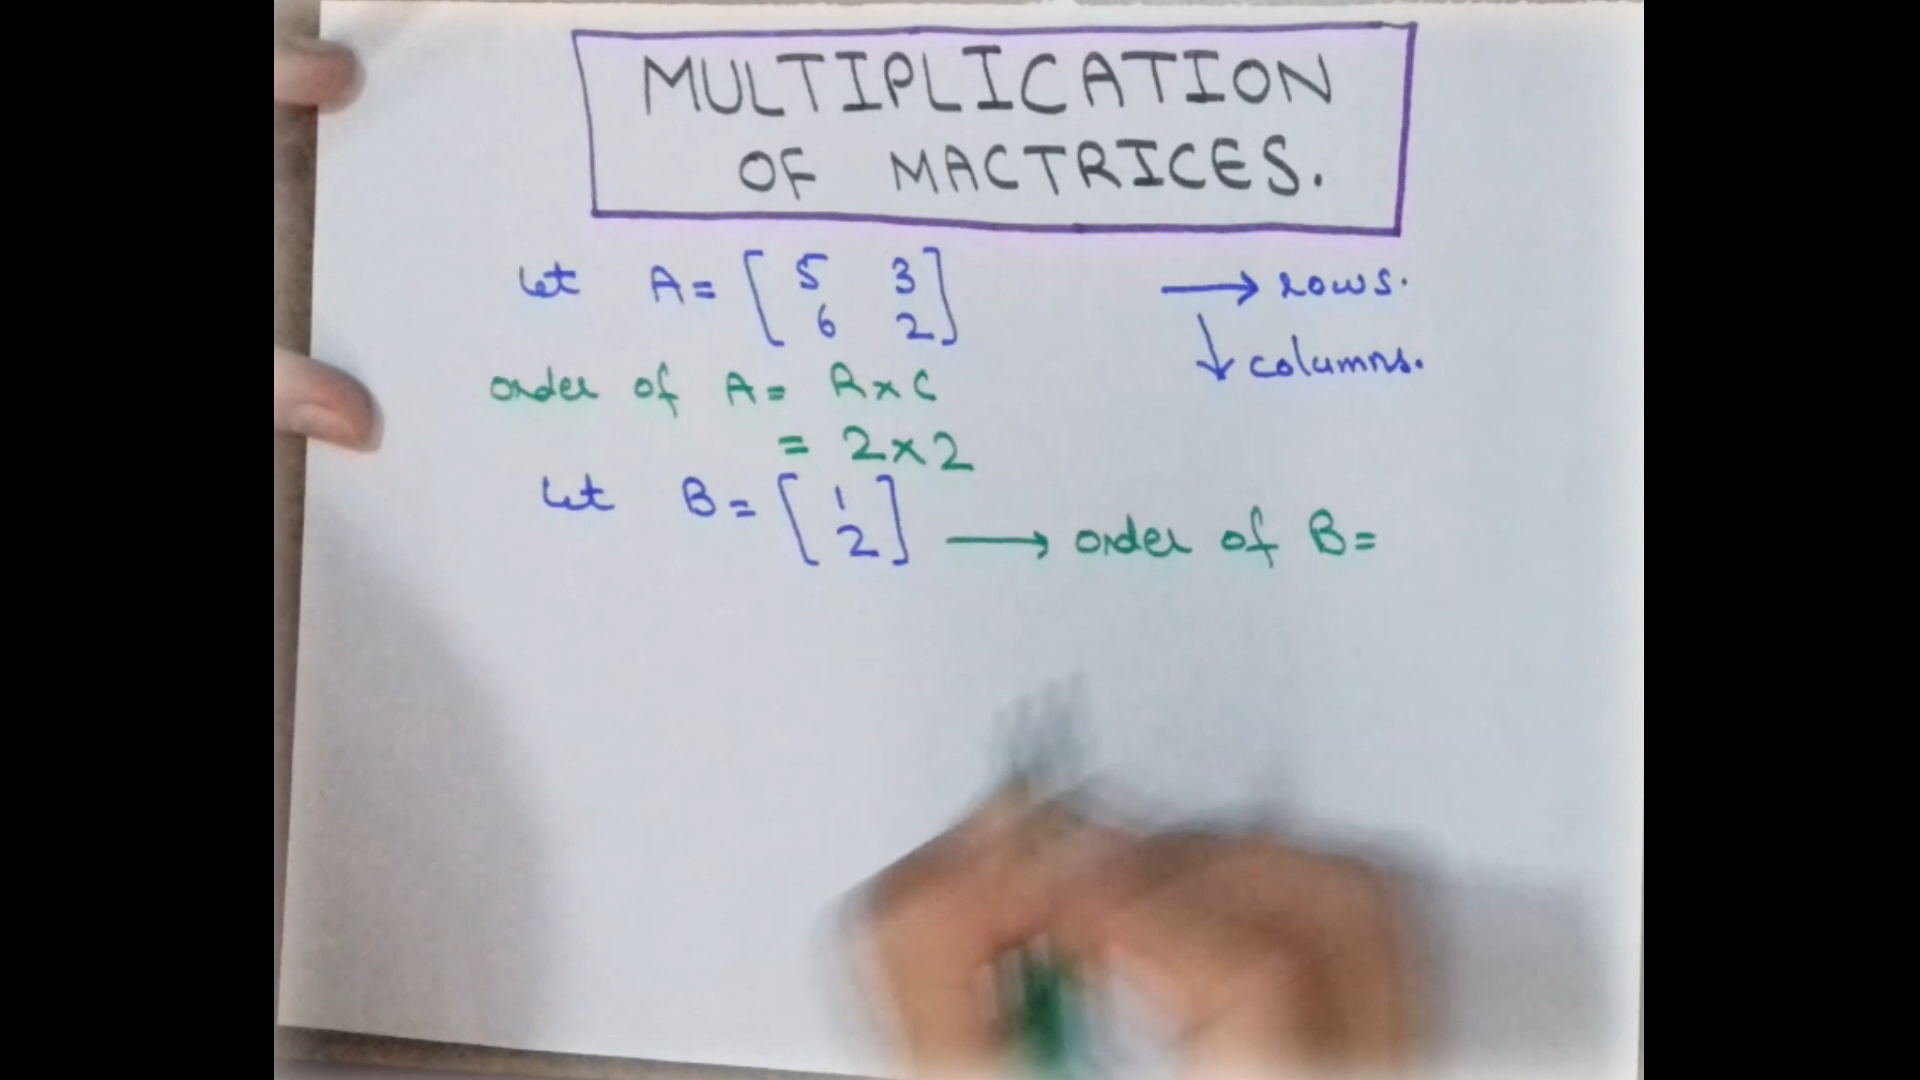 MULTIPLICATION
OF MACTRICES.
let A = [ 5 3
6 2 ]
→ rows.
↓ columns.
order of A = R×C
= 2×2
let B = [ 1
2 ] → order of B =